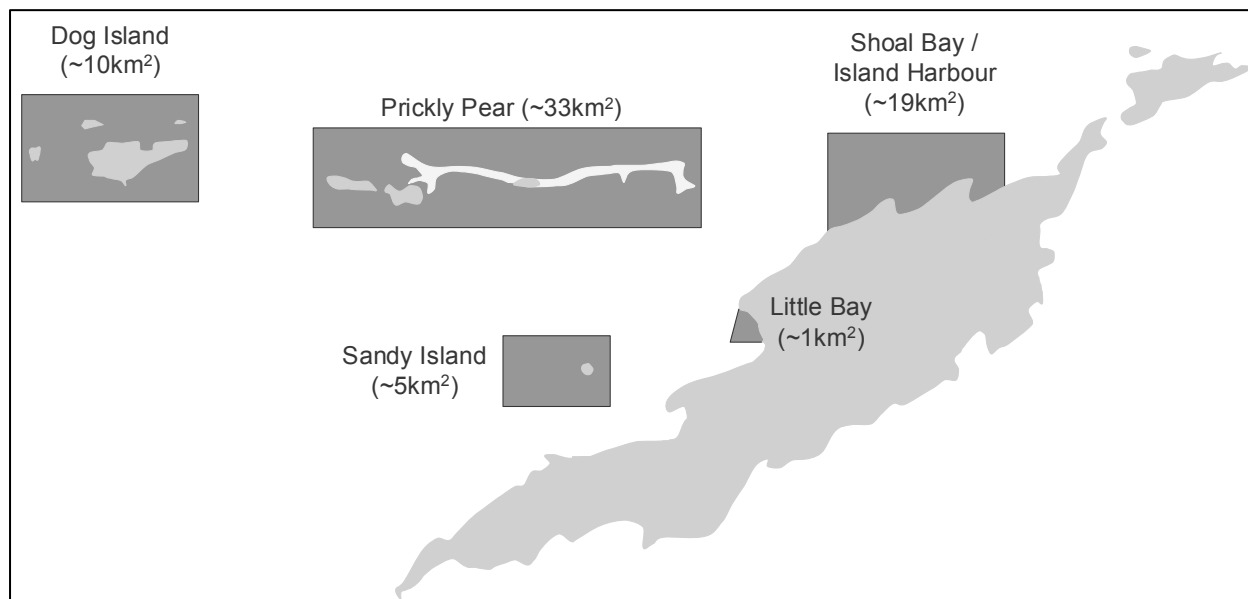 Dog Island
(~10km²)
Prickly Pear (~33km²)
Shoal Bay /
Island Harbour
(~19km²)
Sandy Island
(~5km²)
Little Bay
(~1km²)